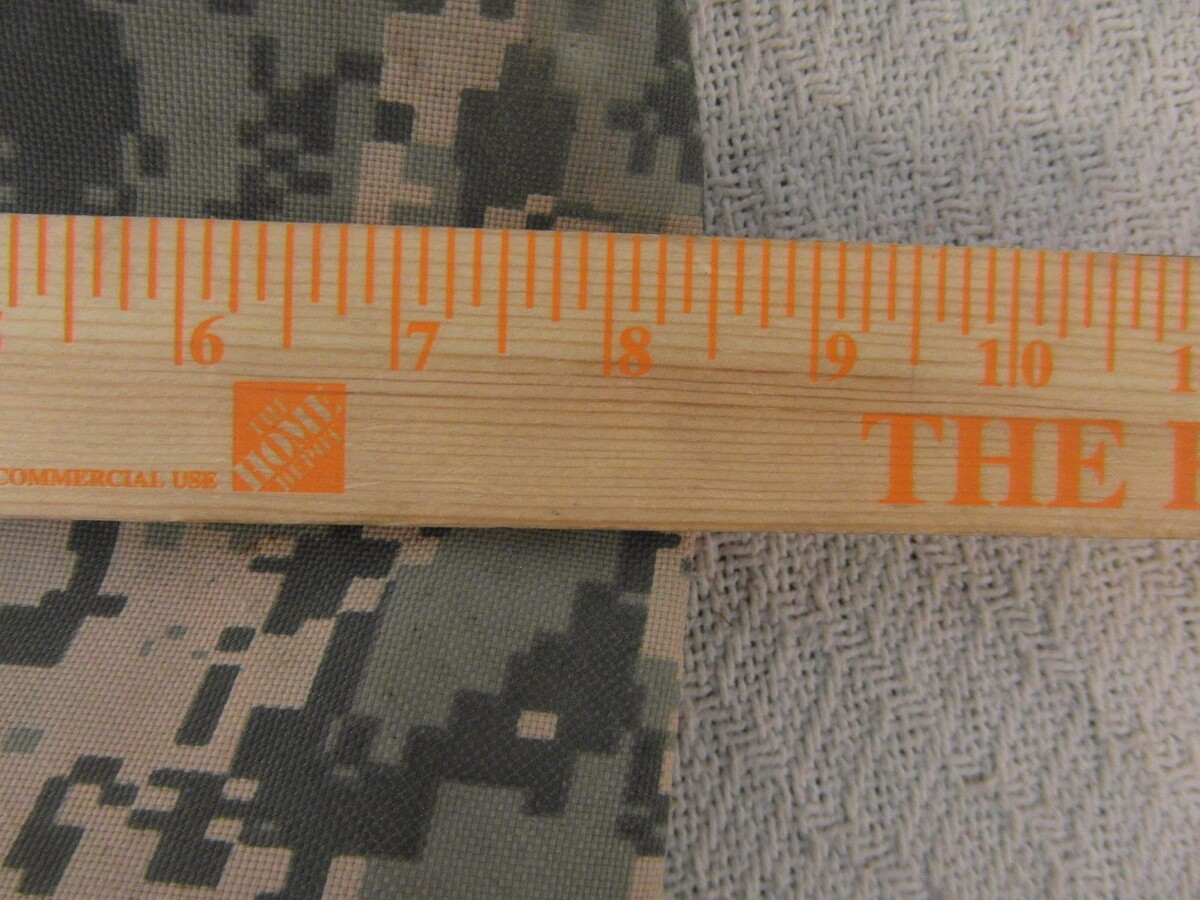 6 7 8 9 10
THE HOME DEPOT
COMMERCIAL USE
THE